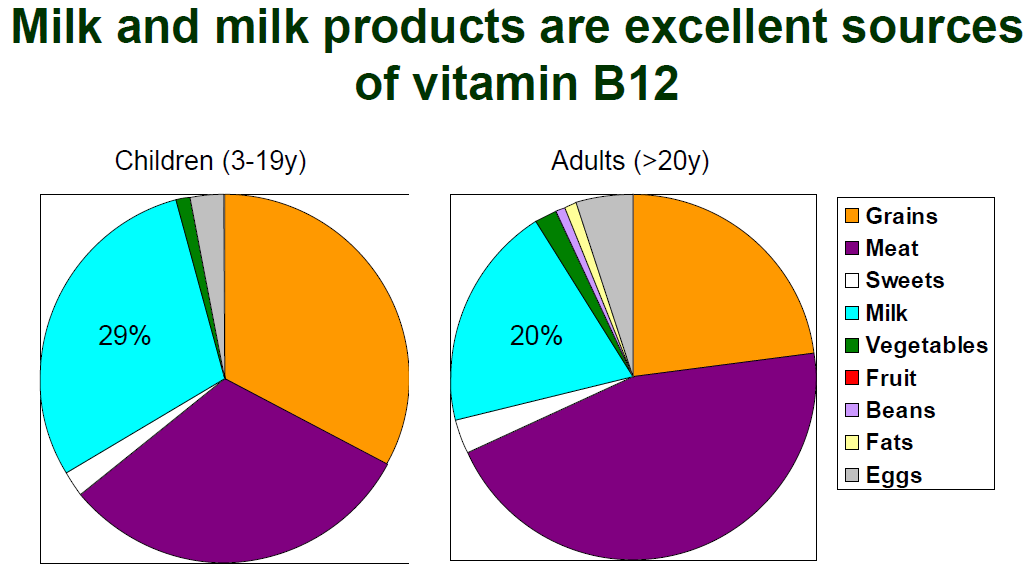 Milk and milk products are excellent sources
of vitamin B12
Children (3-19y)
Adults (>20y)
29%
20%
Grains
Meat
Sweets
Milk
Vegetables
Fruit
Beans
Fats
Eggs